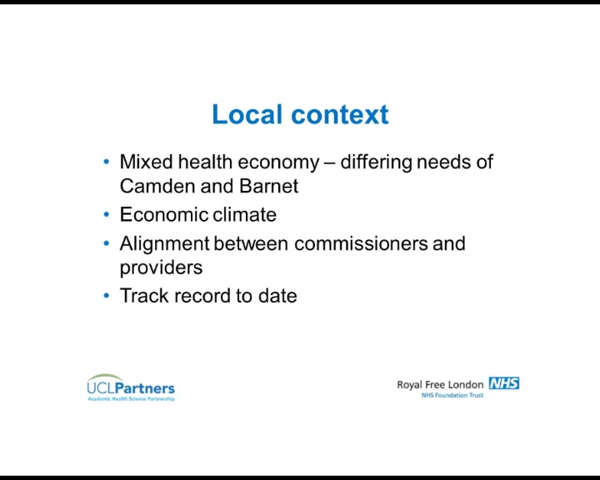 Local context
• Mixed health economy – differing needs of
Camden and Barnet
• Economic climate
• Alignment between commissioners and
providers
• Track record to date
UCLPartners
Academic Health Science Partnership
Royal Free London NHS
NHS Foundation Trust